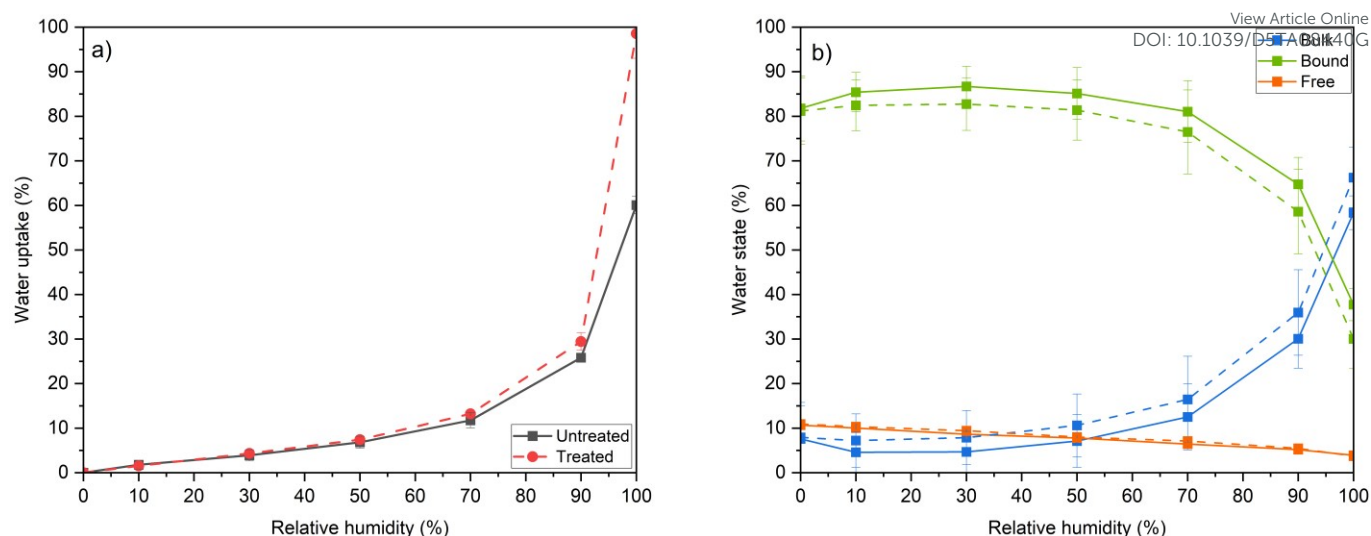 View Article Online
DOI: 10.1039/D5TA08440G
a)
Water uptake (%)
100
90
80
70
60
50
40
30
20
10
0
0 10 20 30 40 50 60 70 80 90 100
Relative humidity (%)
Untreated
Treated
b)
Water state (%)
100
90
80
70
60
50
40
30
20
10
0
0 10 20 30 40 50 60 70 80 90 100
Relative humidity (%)
Bulk
Bound
Free